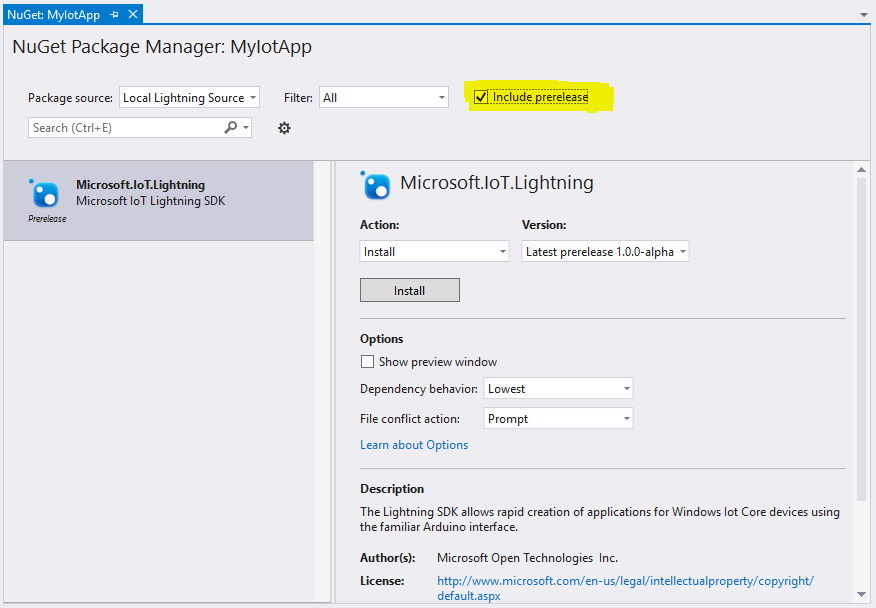 NuGet: MyIotApp
NuGet Package Manager: MyIotApp
Package source: Local Lightning Source Filter: All Include prerelease
Search (Ctrl+E)
Microsoft.IoT.Lightning
Microsoft IoT Lightning SDK
Prerelease
Microsoft.IoT.Lightning
Action: Version:
Install Latest prerelease 1.0.0-alpha
Install
Options
Show preview window
Dependency behavior: Lowest
File conflict action: Prompt
Learn about Options
Description
The Lightning SDK allows rapid creation of applications for Windows Iot Core devices using
the familiar Arduino interface.
Author(s): Microsoft Open Technologies Inc.
License: http://www.microsoft.com/en-us/legal/intellectualproperty/copyright/
default.aspx